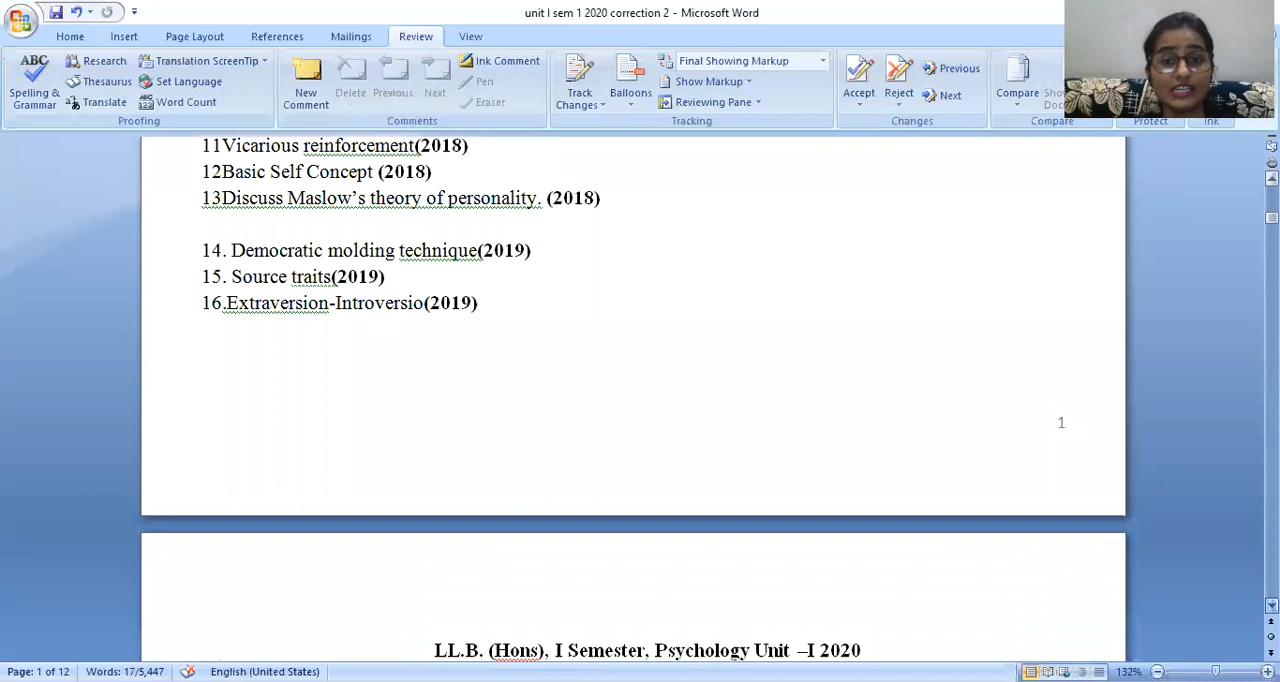 unit I sem 1 2020 correction 2 - Microsoft Word
Home Insert Page Layout References Mailings Review View
ABC Spelling & Grammar
Research
Thesaurus
Translate
Translation ScreenTip
Set Language
Word Count
Proofing
New Comment
Delete
Previous
Next
Ink Comment
Pen
Eraser
Comments
Track Changes
Balloons
Final Showing Markup
Show Markup
Reviewing Pane
Tracking
Accept
Reject
Previous
Next
Changes
Compare
Compare
Protect
Ink
11Vicarious reinforcement(2018)
12Basic Self Concept (2018)
13Discuss Maslow’s theory of personality. (2018)
14. Democratic molding technique(2019)
15. Source traits(2019)
16.Extraversion-Introversio(2019)
1
LL.B. (Hons), I Semester, Psychology Unit –I 2020
Page: 1 of 12 Words: 17/5,447 English (United States) 132%